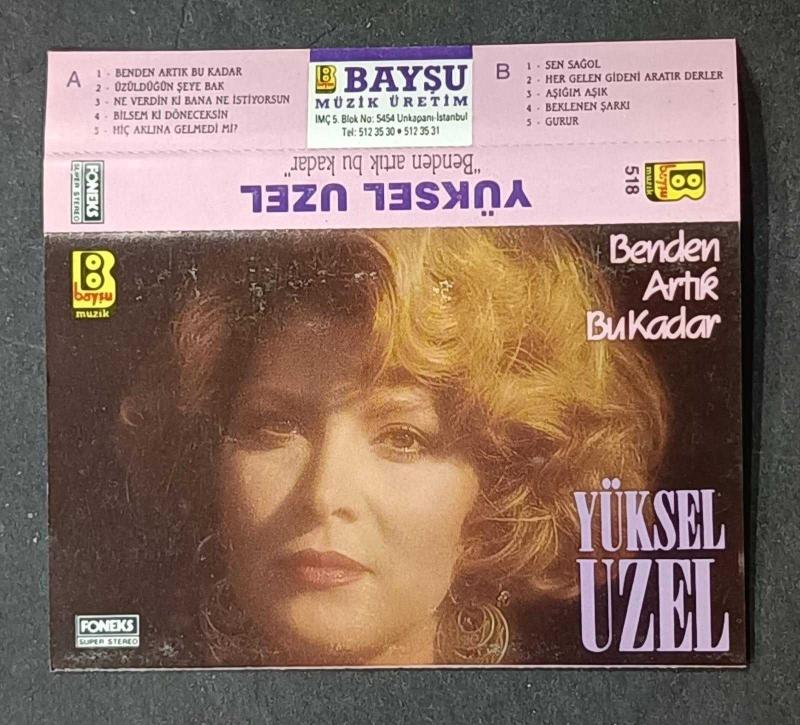 A
1 - BENDEN ARTIK BU KADAR
2 - ÜZÜLDÜĞÜN ŞEYE BAK
3 - NE VERDİN Kİ BANA NE İSTİYORSUN
4 - BİLSEM Kİ DÖNECEKSİN
5 - HİÇ AKLINA GELMEDİ Mİ?
B BAYŞU
MÜZİK ÜRETİM
İMÇ 5. Blok No: 5454 Unkapanı-İstanbul
Tel: 512 35 30 • 512 35 31
B
1 - SEN SAĞOL
2 - HER GELEN GİDENİ ARATIR DERLER
3 - AŞIĞIM AŞIK
4 - BEKLENEN ŞARKI
5 - GURUR
FONEKS
SUPER STEREO
YÜKSEL UZEL
"Benden artık bu kadar"
518
B
bayşu
muzik
B
bayşu
muzik
Benden
Artık
Bu Kadar
YÜKSEL
UZEL
FONEKS
SUPER STEREO